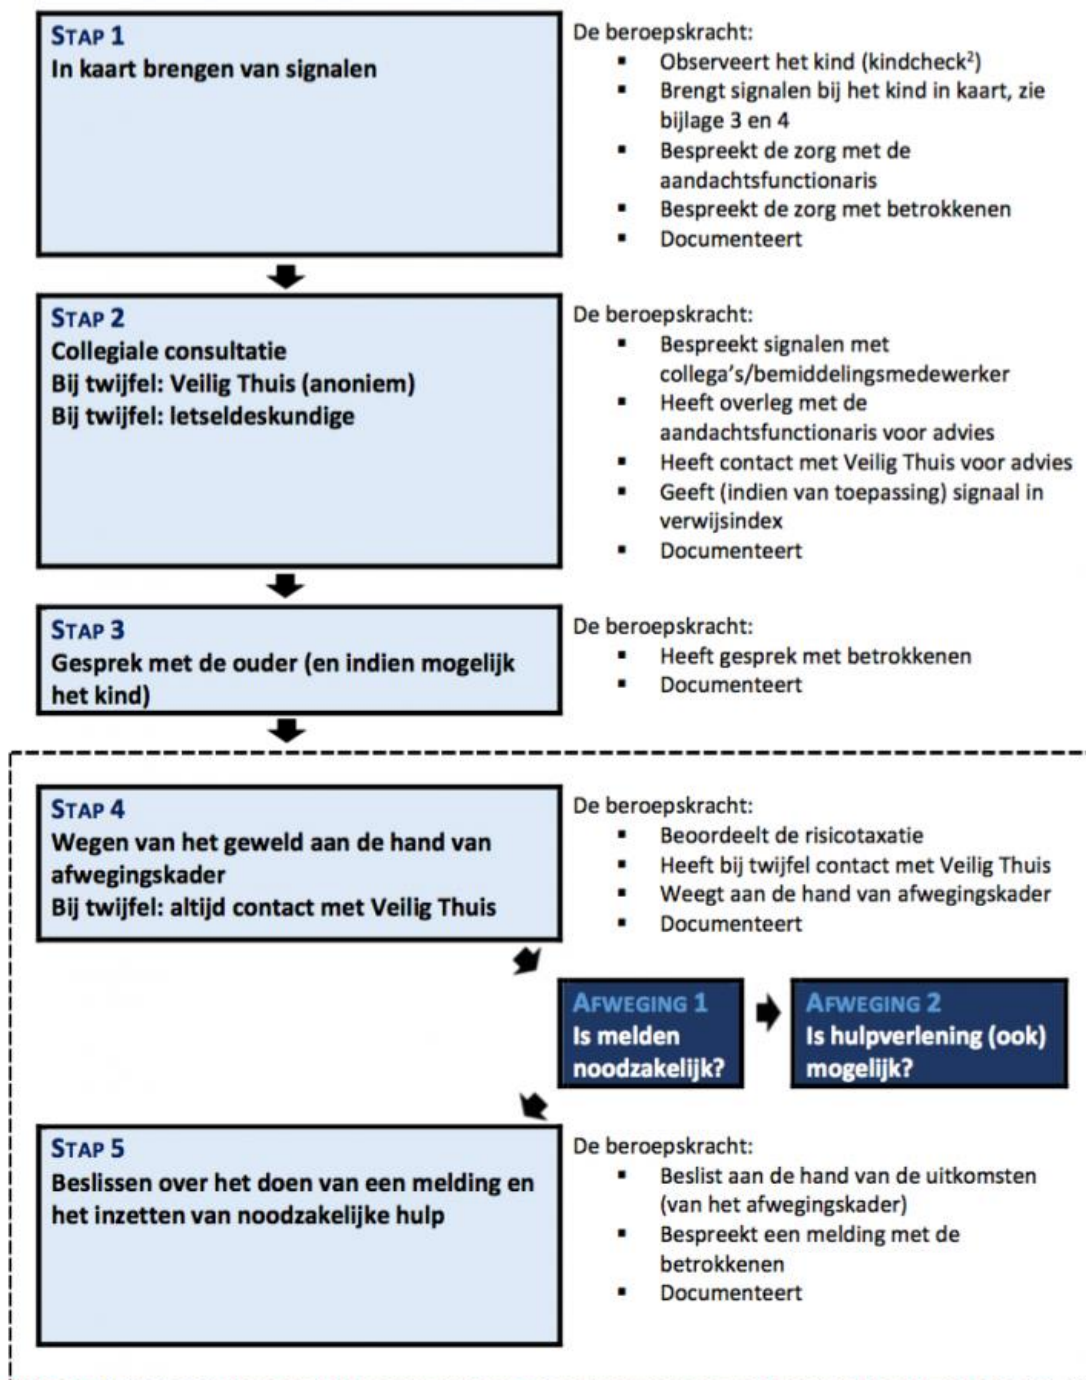 STAP 1
In kaart brengen van signalen
De beroepskracht:
▪ Observeert het kind (kindcheck²)
▪ Brengt signalen bij het kind in kaart, zie
bijlage 3 en 4
▪ Bespreekt de zorg met de
aandachtsfunctionaris
▪ Bespreekt de zorg met betrokkenen
▪ Documenteert
STAP 2
Collegiale consultatie
Bij twijfel: Veilig Thuis (anoniem)
Bij twijfel: letseldeskundige
De beroepskracht:
▪ Bespreekt signalen met
collega's/bemiddelingsmedewerker
▪ Heeft overleg met de
aandachtsfunctionaris voor advies
▪ Heeft contact met Veilig Thuis voor advies
▪ Geeft (indien van toepassing) signaal in
verwijsindex
▪ Documenteert
STAP 3
Gesprek met de ouder (en indien mogelijk
het kind)
De beroepskracht:
▪ Heeft gesprek met betrokkenen
▪ Documenteert
STAP 4
Wegen van het geweld aan de hand van
afwegingskader
Bij twijfel: altijd contact met Veilig Thuis
De beroepskracht:
▪ Beoordeelt de risicotaxatie
▪ Heeft bij twijfel contact met Veilig Thuis
▪ Weegt aan de hand van afwegingskader
▪ Documenteert
AFWEGING 1
Is melden
noodzakelijk?
AFWEGING 2
Is hulpverlening (ook)
mogelijk?
STAP 5
Beslissen over het doen van een melding en
het inzetten van noodzakelijke hulp
De beroepskracht:
▪ Beslist aan de hand van de uitkomsten
(van het afwegingskader)
▪ Bespreekt een melding met de
betrokkenen
▪ Documenteert